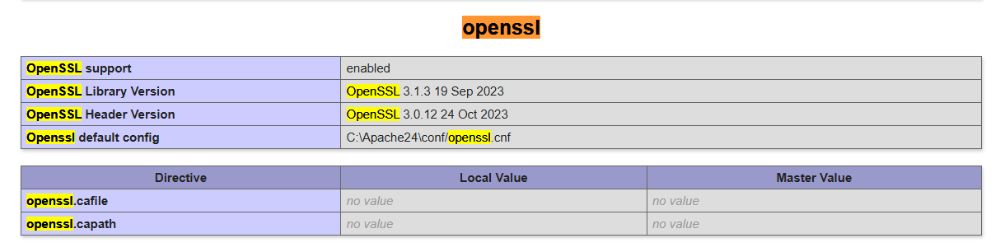 openssl
OpenSSL support enabled
OpenSSL Library Version OpenSSL 3.1.3 19 Sep 2023
OpenSSL Header Version OpenSSL 3.0.12 24 Oct 2023
Openssl default config C:\Apache24\conf/openssl.cnf
Directive Local Value Master Value
openssl.cafile no value no value
openssl.capath no value no value